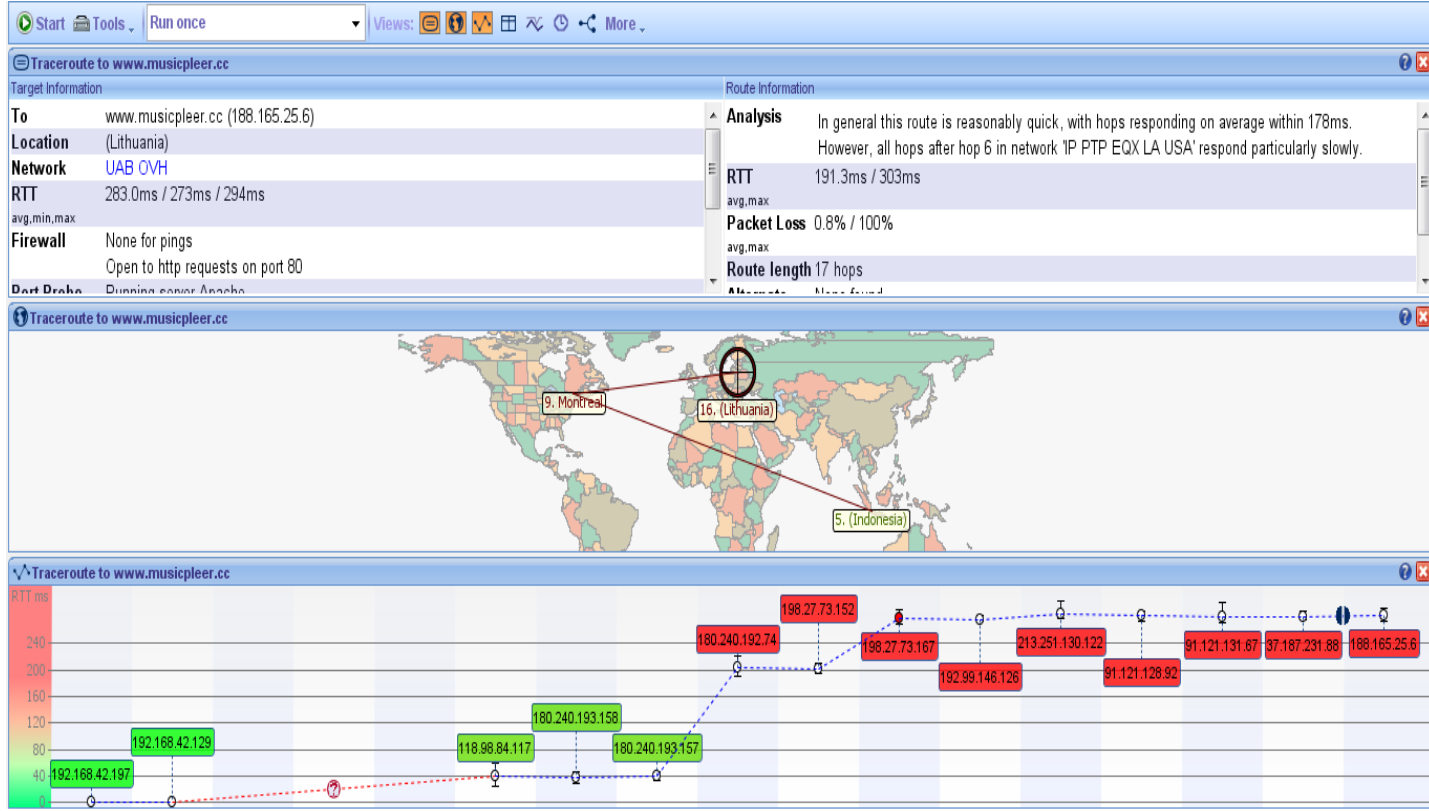 Start Tools Run once Views: More
Traceroute to www.musicpleer.cc
Target Information
To www.musicpleer.cc (188.165.25.6)
Location (Lithuania)
Network UAB OVH
RTT 283.0ms / 273ms / 294ms
avg,min,max
Firewall None for pings
Open to http requests on port 80
Port Probe Running server Apache
Route Information
Analysis In general this route is reasonably quick, with hops responding on average within 178ms.
However, all hops after hop 6 in network 'IP PTP EQX LA USA' respond particularly slowly.
RTT 191.3ms / 303ms
avg,max
Packet Loss 0.8% / 100%
avg,max
Route length 17 hops
Alternate None found
Traceroute to www.musicpleer.cc
9. Montreal
16. (Lithuania)
5. (Indonesia)
Traceroute to www.musicpleer.cc
RTT ms
240
200
160
120
80
40
0
192.168.42.197
192.168.42.129
?
118.98.84.117
180.240.193.158
180.240.193.157
180.240.192.74
198.27.73.152
198.27.73.167
192.99.146.126
213.251.130.122
91.121.128.92
91.121.131.67
37.187.231.88
188.165.25.6